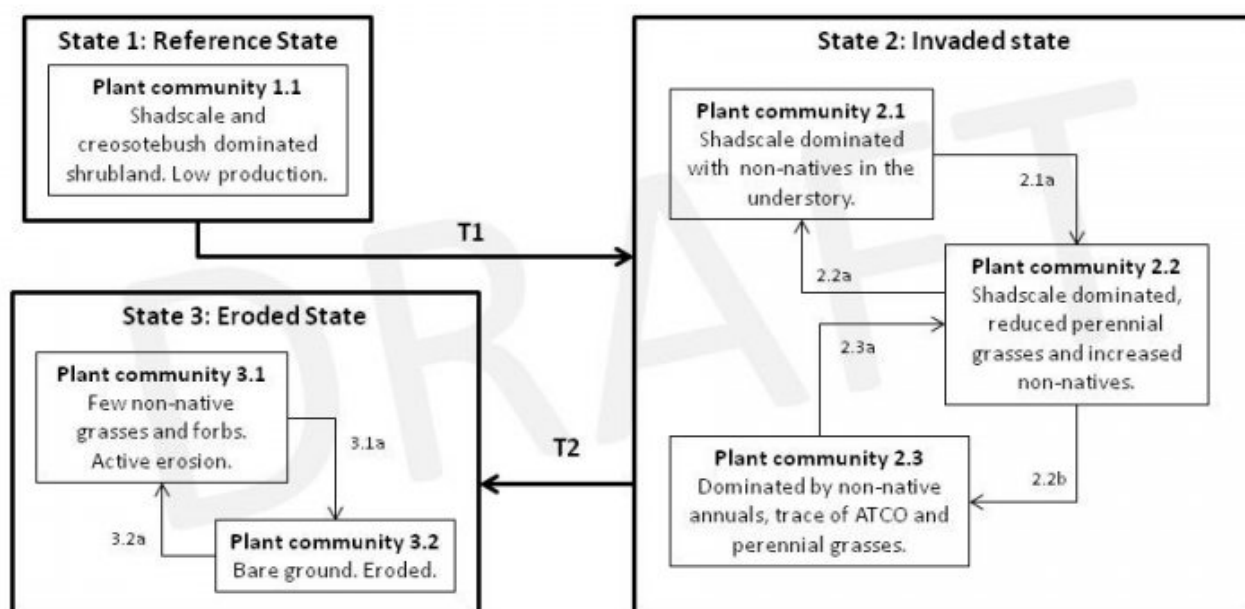 State 1: Reference State
Plant community 1.1
Shadscale and
creosotebush dominated
shrubland. Low production.
T1
State 2: Invaded state
Plant community 2.1
Shadscale dominated
with non-natives in the
understory.
2.1a
2.2a
Plant community 2.2
Shadscale dominated,
reduced perennial
grasses and increased
non-natives.
2.3a
2.2b
Plant community 2.3
Dominated by non-native
annuals, trace of ATCO and
perennial grasses.
T2
State 3: Eroded State
Plant community 3.1
Few non-native
grasses and forbs.
Active erosion.
3.1a
3.2a
Plant community 3.2
Bare ground. Eroded.
DRAFT